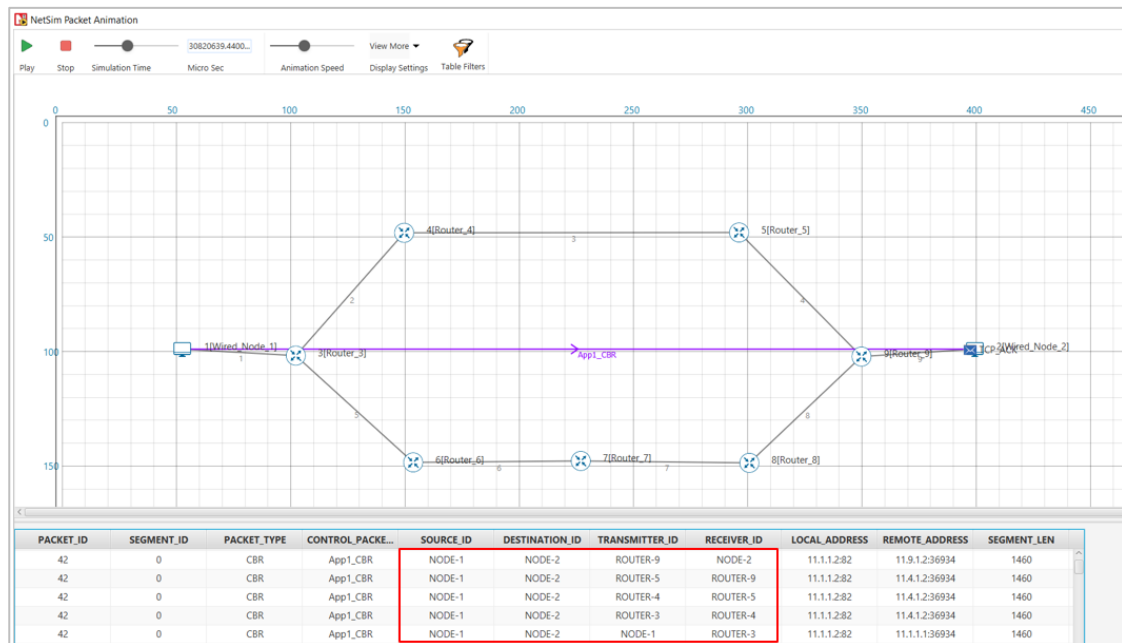 NetSim Packet Animation
30820639.4400... View More
Play Stop Simulation Time Micro Sec Animation Speed Display Settings Table Filters
0 50 100 150 200 250 300 350 400 450
0
50
100
150
4[Router_4] 5[Router_5]
3
2 4
1[Wired_Node_1] 3[Router_3] 9[Router_9] TCP_ACK 2[Wired_Node_2]
1 App1_CBR 9
5 8
6[Router_6] 7[Router_7] 8[Router_8]
6 7
PACKET_ID SEGMENT_ID PACKET_TYPE CONTROL_PACKE... SOURCE_ID DESTINATION_ID TRANSMITTER_ID RECEIVER_ID LOCAL_ADDRESS REMOTE_ADDRESS SEGMENT_LEN
42 0 CBR App1_CBR NODE-1 NODE-2 ROUTER-9 NODE-2 11.1.1.2:82 11.9.1.2:36934 1460
42 0 CBR App1_CBR NODE-1 NODE-2 ROUTER-5 ROUTER-9 11.1.1.2:82 11.4.1.2:36934 1460
42 0 CBR App1_CBR NODE-1 NODE-2 ROUTER-4 ROUTER-5 11.1.1.2:82 11.4.1.2:36934 1460
42 0 CBR App1_CBR NODE-1 NODE-2 ROUTER-3 ROUTER-4 11.1.1.2:82 11.4.1.2:36934 1460
42 0 CBR App1_CBR NODE-1 NODE-2 NODE-1 ROUTER-3 11.1.1.2:82 11.1.1.1:36934 1460